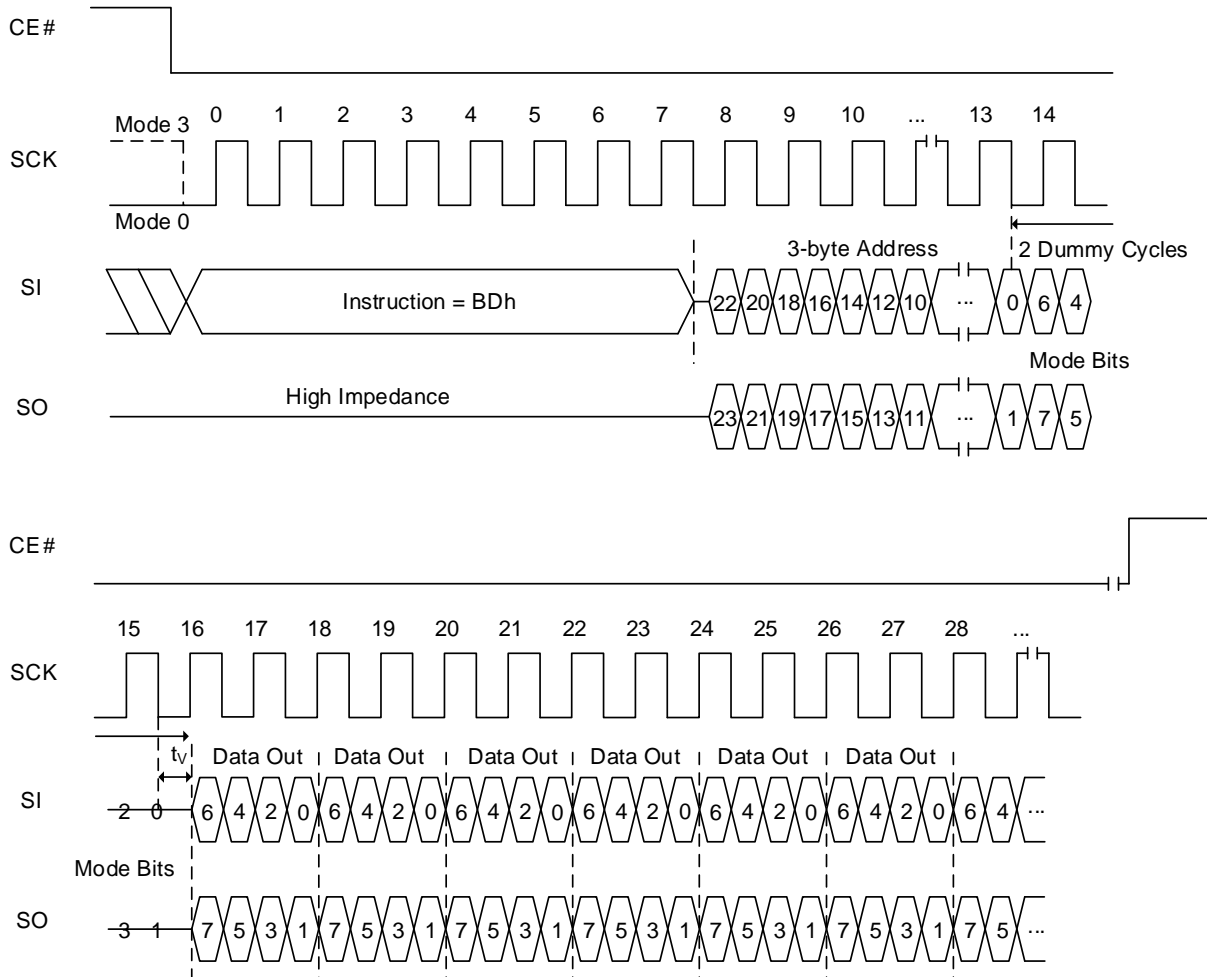 CE#
0 1 2 3 4 5 6 7 8 9 10 ... 13 14
Mode 3
SCK
Mode 0
3-byte Address 2 Dummy Cycles
SI
Instruction = BDh
22 20 18 16 14 12 10 ... 0 6 4
Mode Bits
High Impedance
SO
23 21 19 17 15 13 11 ... 1 7 5
CE#
15 16 17 18 19 20 21 22 23 24 25 26 27 28 ...
SCK
tV Data Out Data Out Data Out Data Out Data Out Data Out
SI
2 0 6 4 2 0 6 4 2 0 6 4 2 0 6 4 2 0 6 4 2 0 6 4 2 0 6 4 ...
Mode Bits
SO
3 1 7 5 3 1 7 5 3 1 7 5 3 1 7 5 3 1 7 5 3 1 7 5 3 1 7 5 ...